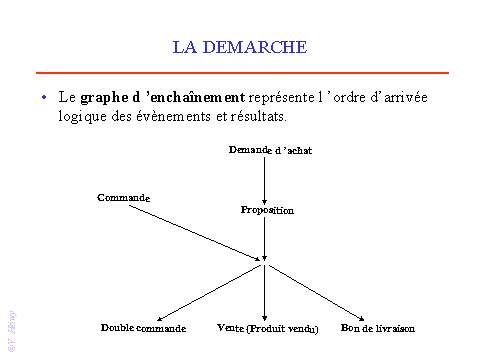 LA DEMARCHE
• Le graphe d ’enchaînement représente l ’ordre d’arrivée
logique des évènements et résultats.
Demande d ’achat
Commande
Proposition
Double commande
Vente (Produit vendu)
Bon de livraison